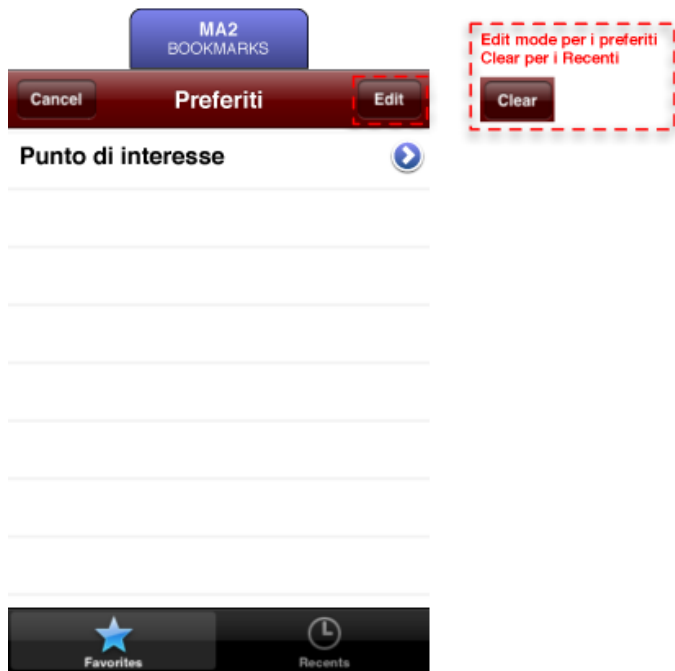 MA2
BOOKMARKS
Cancel
Preferiti
Edit
Punto di interesse
Favorites
Recents
Edit mode per i preferiti
Clear per i Recenti
Clear